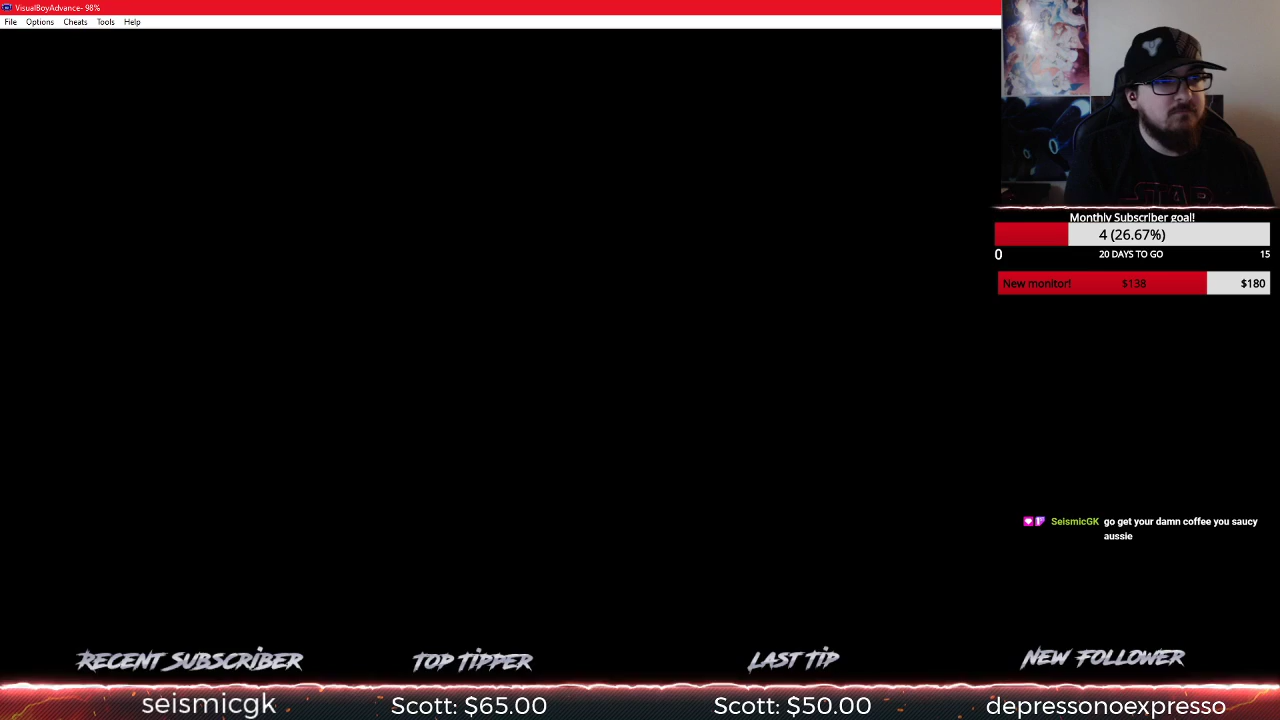 VisualBoyAdvance- 98%
File Options Cheats Tools Help
Monthly Subscriber goal!
4 (26.67%)
0 20 DAYS TO GO 15
New monitor! $138 $180
SeismicGK go get your damn coffee you saucy
aussie
RECENT SUBSCRIBER TOP TIPPER LAST TIP NEW FOLLOWER
seismicgk Scott: $65.00 Scott: $50.00 depressonoexpresso